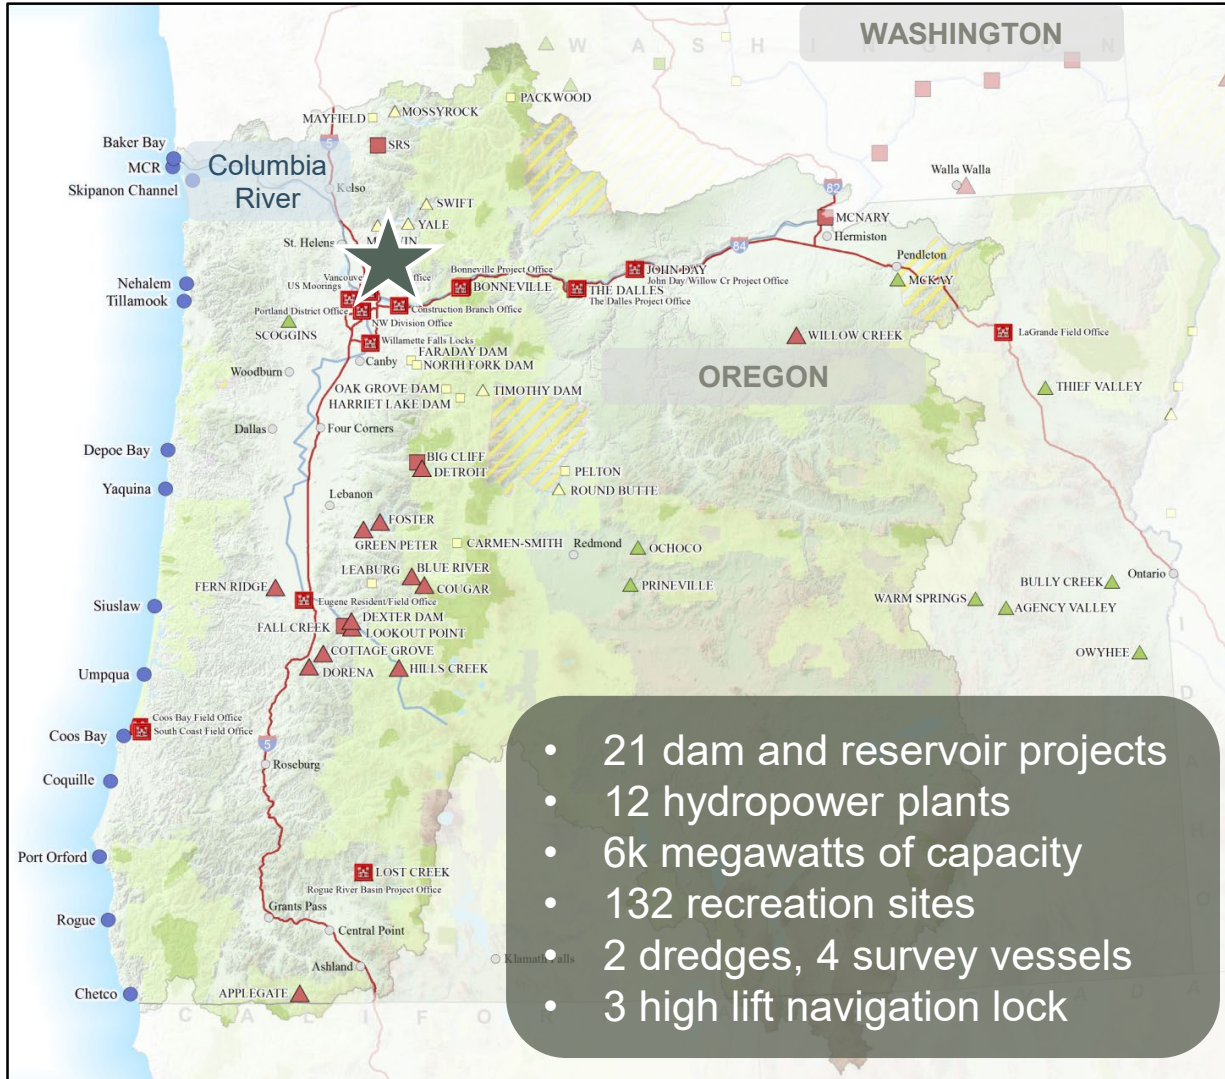 WASHINGTON
W A S H I N G T O N
PACKWOOD
MOSSYROCK
MAYFIELD
5
SRS
Baker Bay
MCR
Skipanon Channel
Columbia
River
Kelso
Walla Walla
82
SWIFT
YALE
MCNARY
Hermiston
St. Helens
84
Pendleton
MCKAY
Bonneville Project Office
BONNEVILLE
JOHN DAY
John Day/Willow Cr Project Office
THE DALLES
The Dalles Project Office
Nehalem
Tillamook
US Moorings
Portland District Office
Construction Branch Office
NW Division Office
SCOGGINS
Willamette Falls Locks
WILLOW CREEK
LaGrande Field Office
Canby
FARADAY DAM
NORTH FORK DAM
Woodburn
OREGON
OAK GROVE DAM
HARRIET LAKE DAM
TIMOTHY DAM
THIEF VALLEY
Dallas
Four Corners
Depoe Bay
BIG CLIFF
DETROIT
PELTON
ROUND BUTTE
Yaquina
Lebanon
FOSTER
GREEN PETER
CARMEN-SMITH
Redmond
OCHOCO
LEABURG
BLUE RIVER
COUGAR
FERN RIDGE
PRINEVILLE
BULLY CREEK
Ontario
WARM SPRINGS
AGENCY VALLEY
Siuslaw
Eugene Resident/Field Office
DEXTER DAM
FALL CREEK
LOOKOUT POINT
COTTAGE GROVE
DORENA
HILLS CREEK
OWYHEE
Umpqua
Coos Bay Field Office
South Coast Field Office
Coos Bay
5
Roseburg
Coquille
Port Orford
LOST CREEK
Rogue River Basin Project Office
Grants Pass
Rogue
Central Point
Ashland
Klamath Falls
Chetco
APPLEGATE
C A L I F O
• 21 dam and reservoir projects
• 12 hydropower plants
• 6k megawatts of capacity
• 132 recreation sites
• 2 dredges, 4 survey vessels
• 3 high lift navigation lock